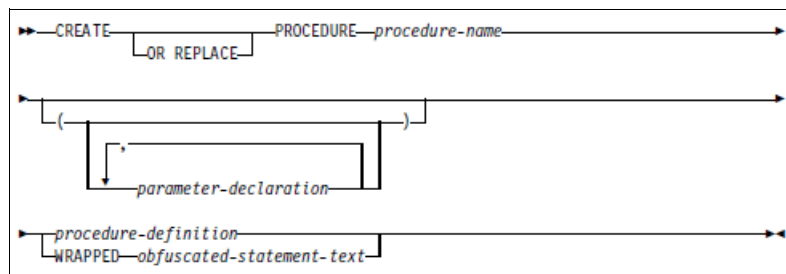 CREATE OR REPLACE PROCEDURE procedure-name
( , parameter-declaration )
procedure-definition
WRAPPED obfuscated-statement-text